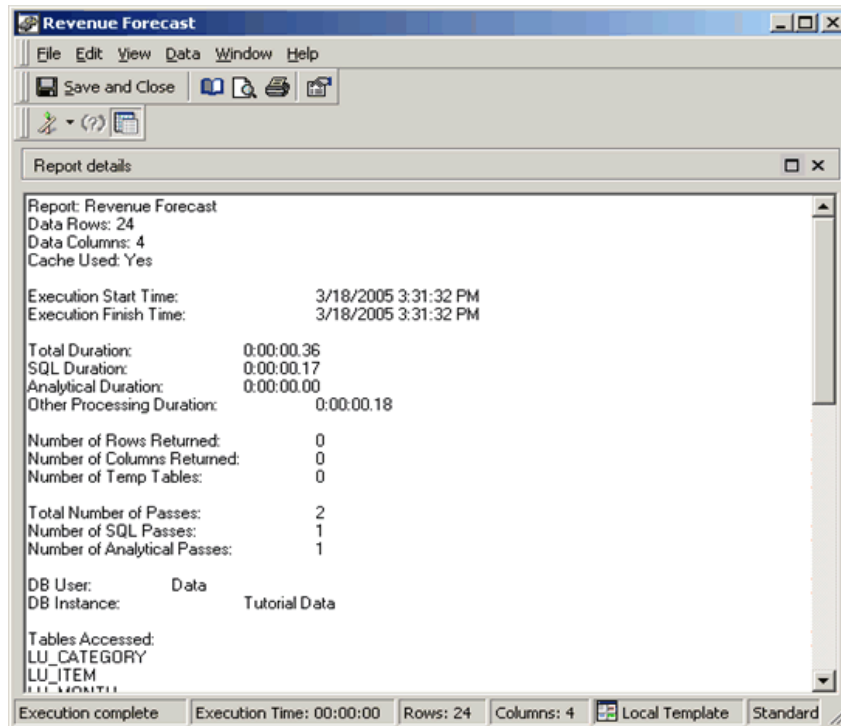 Revenue Forecast
File Edit View Data Window Help
Save and Close
Report details
Report: Revenue Forecast
Data Rows: 24
Data Columns: 4
Cache Used: Yes
Execution Start Time: 3/18/2005 3:31:32 PM
Execution Finish Time: 3/18/2005 3:31:32 PM
Total Duration: 0:00:00.36
SQL Duration: 0:00:00.17
Analytical Duration: 0:00:00.00
Other Processing Duration: 0:00:00.18
Number of Rows Returned: 0
Number of Columns Returned: 0
Number of Temp Tables: 0
Total Number of Passes: 2
Number of SQL Passes: 1
Number of Analytical Passes: 1
DB User: Data
DB Instance: Tutorial Data
Tables Accessed:
LU_CATEGORY
LU_ITEM
LU_MONTH
Execution complete Execution Time: 00:00:00 Rows: 24 Columns: 4 Local Template Standard